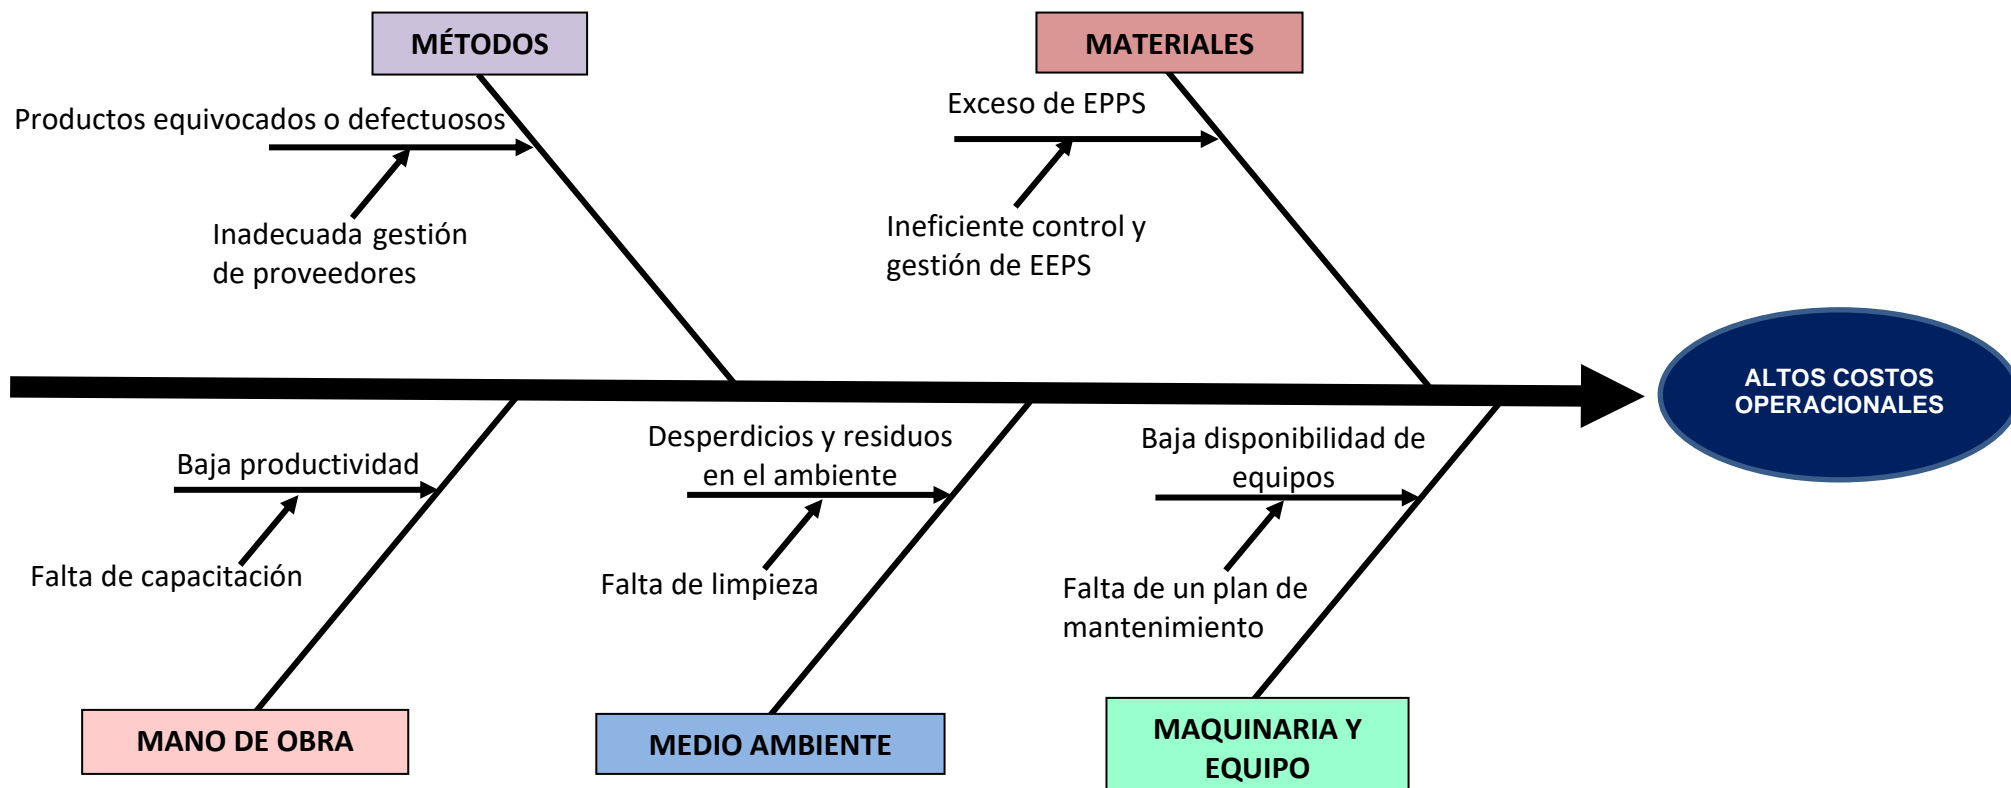 MÉTODOS
MATERIALES
Productos equivocados o defectuosos
Exceso de EPPS
Inadecuada gestión
de proveedores
Ineficiente control y
gestión de EEPS
ALTOS COSTOS
OPERACIONALES
Baja productividad
Desperdicios y residuos
en el ambiente
Baja disponibilidad de
equipos
Falta de capacitación
Falta de limpieza
Falta de un plan de
mantenimiento
MANO DE OBRA
MEDIO AMBIENTE
MAQUINARIA Y
EQUIPO